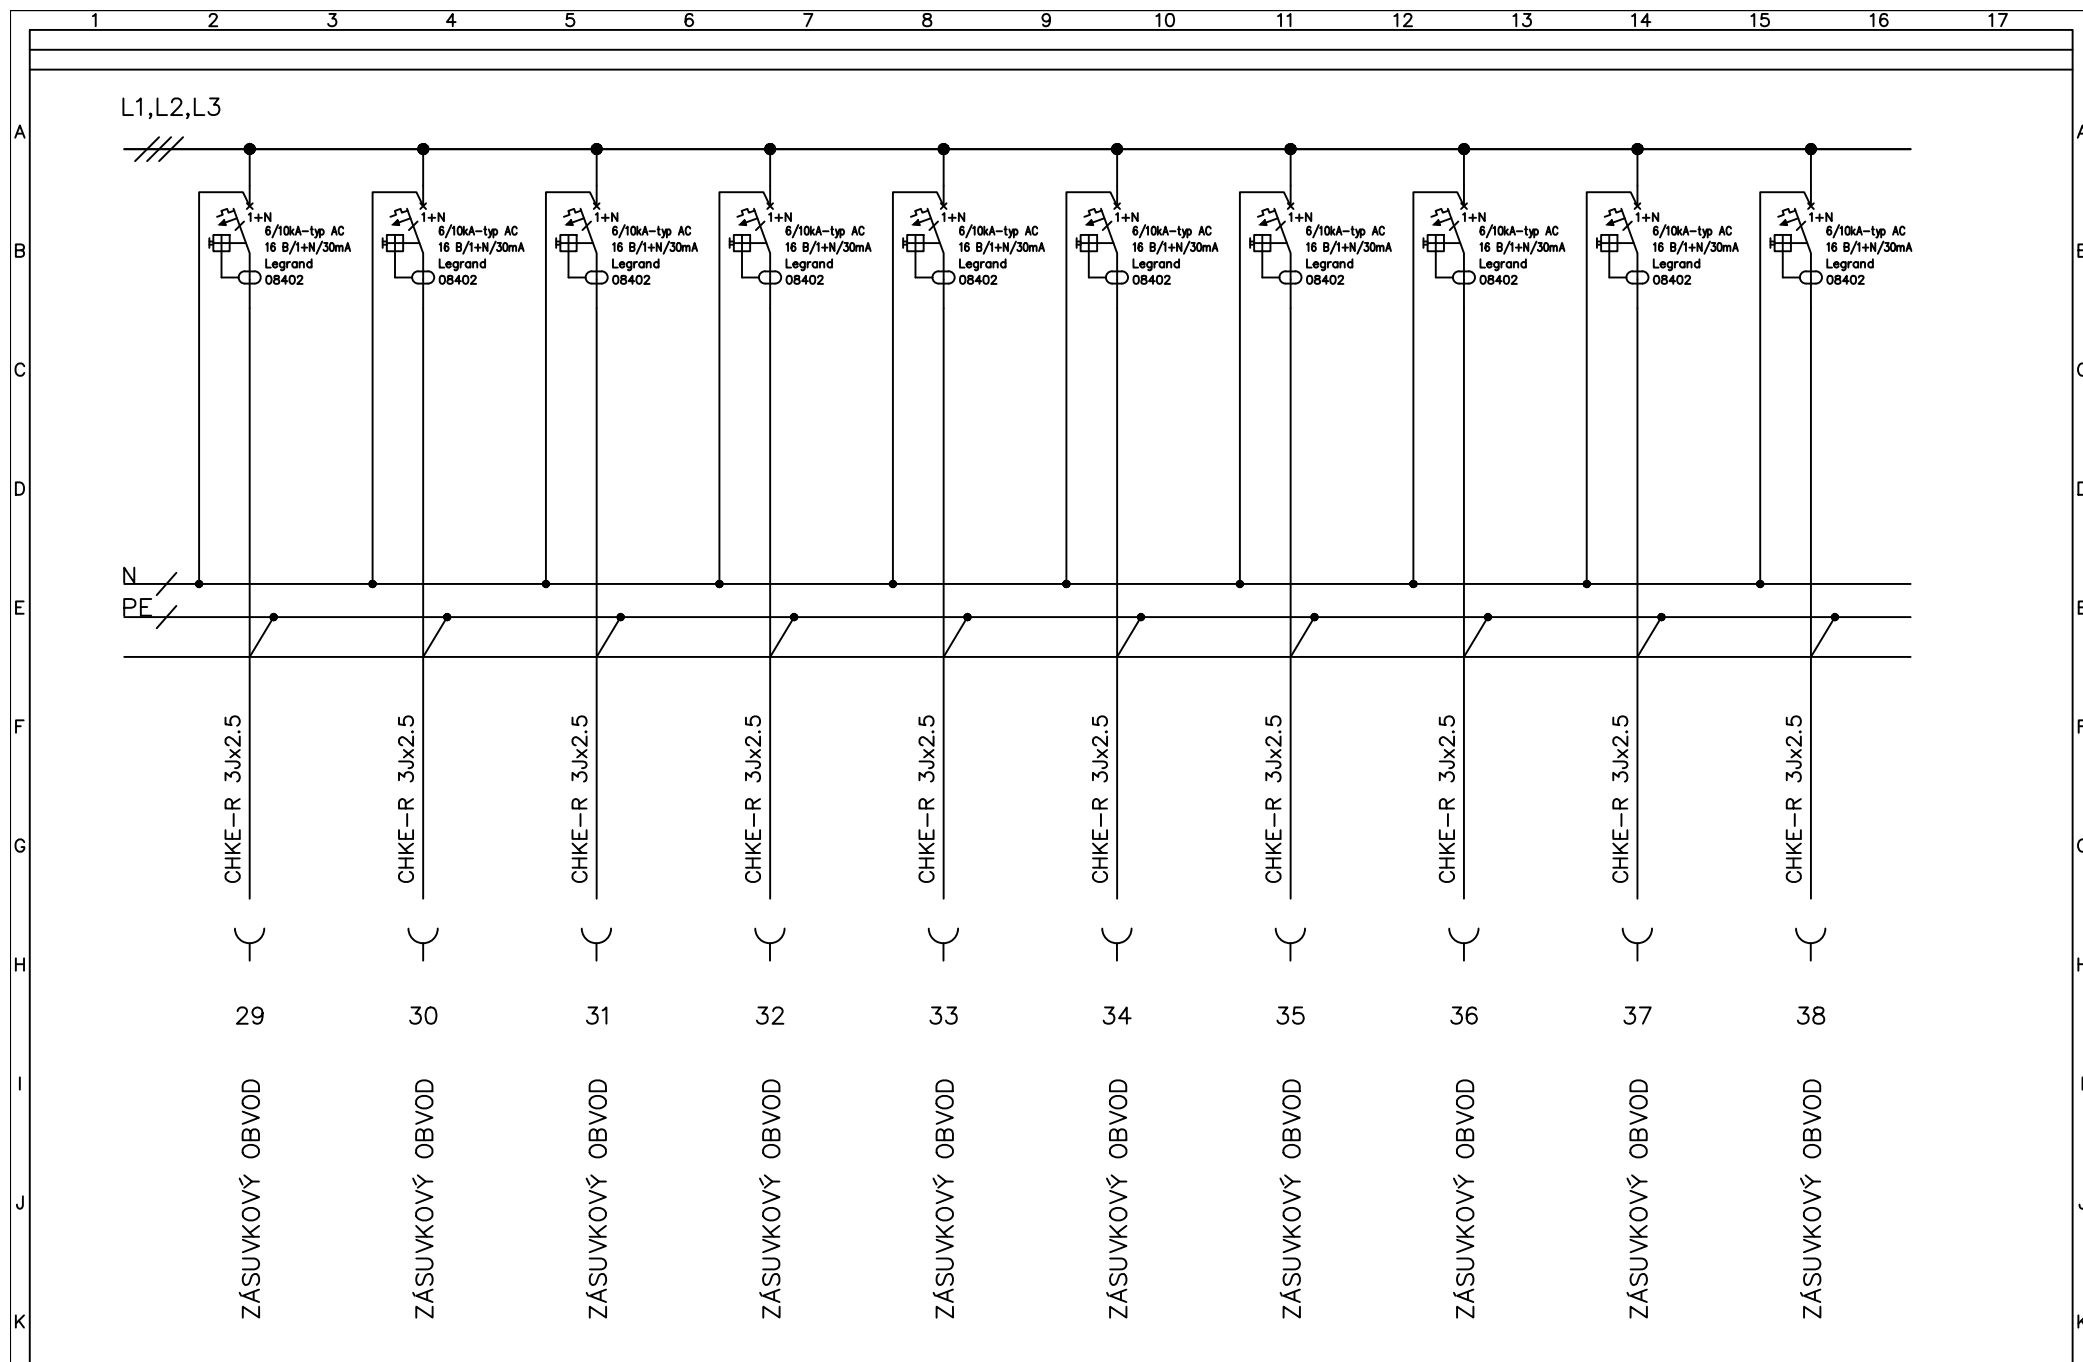 1 2 3 4 5 6 7 8 9 10 11 12 13 14 15 16 17
L1,L2,L3
A A
1+N 1+N 1+N 1+N 1+N 1+N 1+N 1+N 1+N 1+N
6/10kA-typ AC 6/10kA-typ AC 6/10kA-typ AC 6/10kA-typ AC 6/10kA-typ AC 6/10kA-typ AC 6/10kA-typ AC 6/10kA-typ AC 6/10kA-typ AC 6/10kA-typ AC
16 B/1+N/30mA 16 B/1+N/30mA 16 B/1+N/30mA 16 B/1+N/30mA 16 B/1+N/30mA 16 B/1+N/30mA 16 B/1+N/30mA 16 B/1+N/30mA 16 B/1+N/30mA 16 B/1+N/30mA
B B
Legrand Legrand Legrand Legrand Legrand Legrand Legrand Legrand Legrand Legrand
08402 08402 08402 08402 08402 08402 08402 08402 08402 08402
C C
D D
N
PE
E E
F F
CHKE-R 3Jx2.5 CHKE-R 3Jx2.5 CHKE-R 3Jx2.5 CHKE-R 3Jx2.5 CHKE-R 3Jx2.5 CHKE-R 3Jx2.5 CHKE-R 3Jx2.5 CHKE-R 3Jx2.5 CHKE-R 3Jx2.5 CHKE-R 3Jx2.5
G G
H H
29 30 31 32 33 34 35 36 37 38
I I
ZÁSUVKOVÝ OBVOD ZÁSUVKOVÝ OBVOD ZÁSUVKOVÝ OBVOD ZÁSUVKOVÝ OBVOD ZÁSUVKOVÝ OBVOD ZÁSUVKOVÝ OBVOD ZÁSUVKOVÝ OBVOD ZÁSUVKOVÝ OBVOD ZÁSUVKOVÝ OBVOD ZÁSUVKOVÝ OBVOD
J J
K K